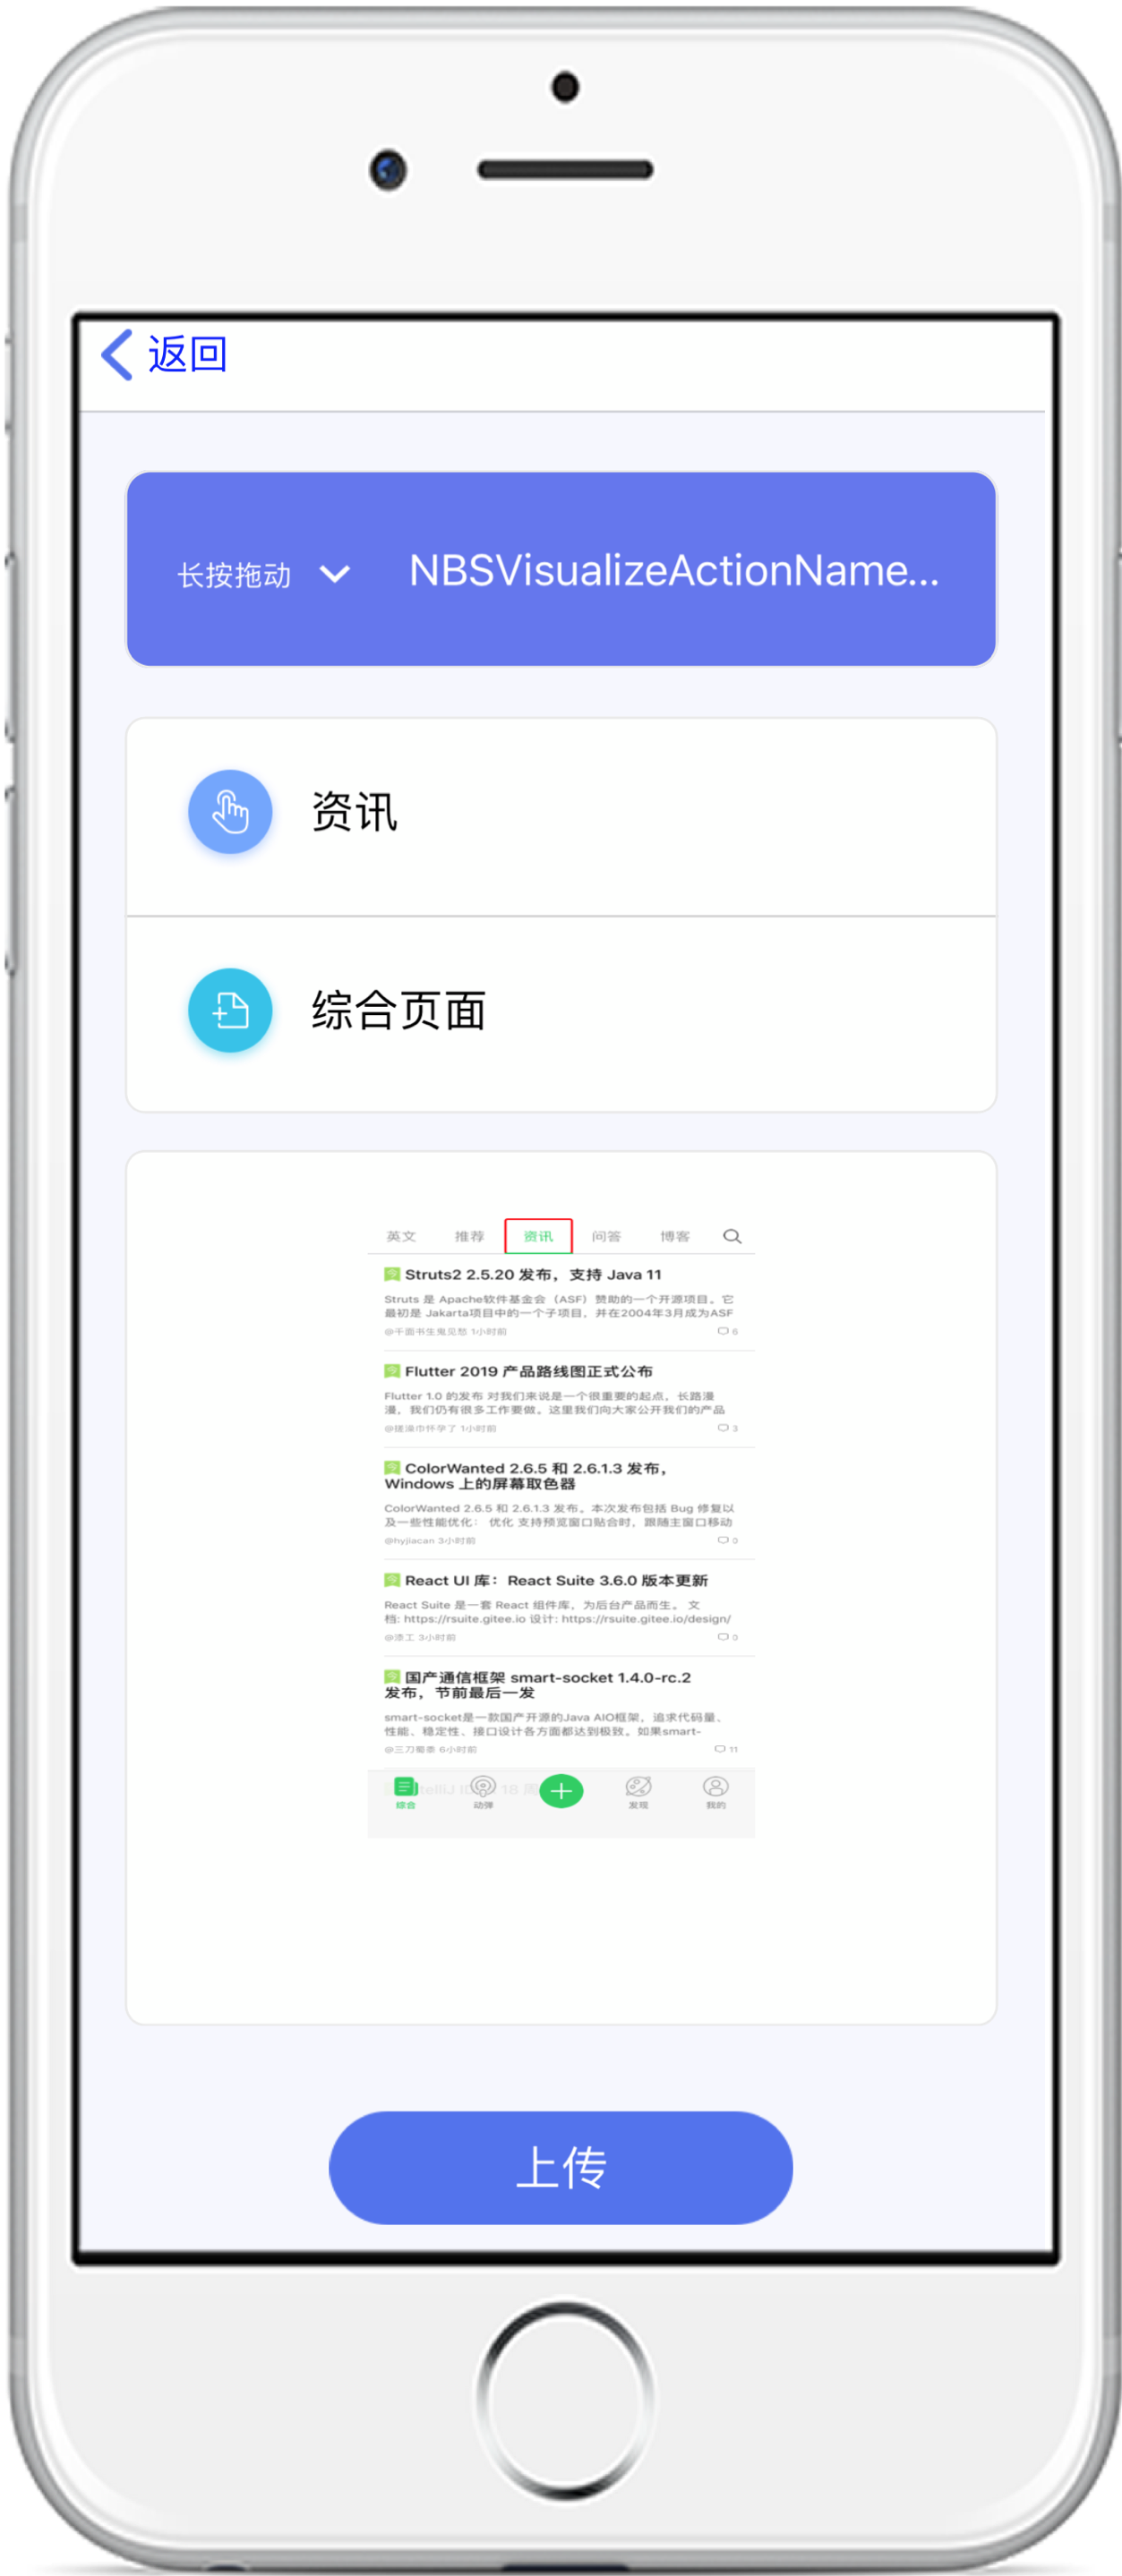 返回
长按拖动 NBSVisualizeActionName...
资讯
综合页面
英文 推荐 资讯 问答 博客
Struts2 2.5.20 发布，支持 Java 11
Struts 是 Apache软件基金会（ASF）赞助的一个开源项目。它
最初是 Jakarta项目中的一个子项目，并在2004年3月成为ASF
@千面书生鬼见愁 1小时前 6
Flutter 2019 产品路线图正式公布
Flutter 1.0 的发布 对我们来说是一个很重要的起点，长路漫
漫，我们仍有很多工作要做。这里我们向大家公开我们的产品
1小时前 3
ColorWanted 2.6.5 和 2.6.1.3 发布，
Windows 上的屏幕取色器
ColorWanted 2.6.5 和 2.6.1.3 发布。本次发布包括 Bug 修复以
及一些性能优化： 优化 支持预览窗口贴合时，跟随主窗口移动
@hyjiacan 3小时前 0
React UI 库：React Suite 3.6.0 版本更新
React Suite 是一套 React 组件库，为后台产品而生。 文
档: https://rsuite.gitee.io 设计: https://rsuite.gitee.io/design/
@漆工 3小时前 0
国产通信框架 smart-socket 1.4.0-rc.2
发布，节前最后一发
smart-socket是一款国产开源的Java AIO框架，追求代码量、
性能、稳定性、接口设计各方面都达到极致。如果smart-
@三刀蜀黍 6小时前 11
综合 动弹 发现 我的
上传